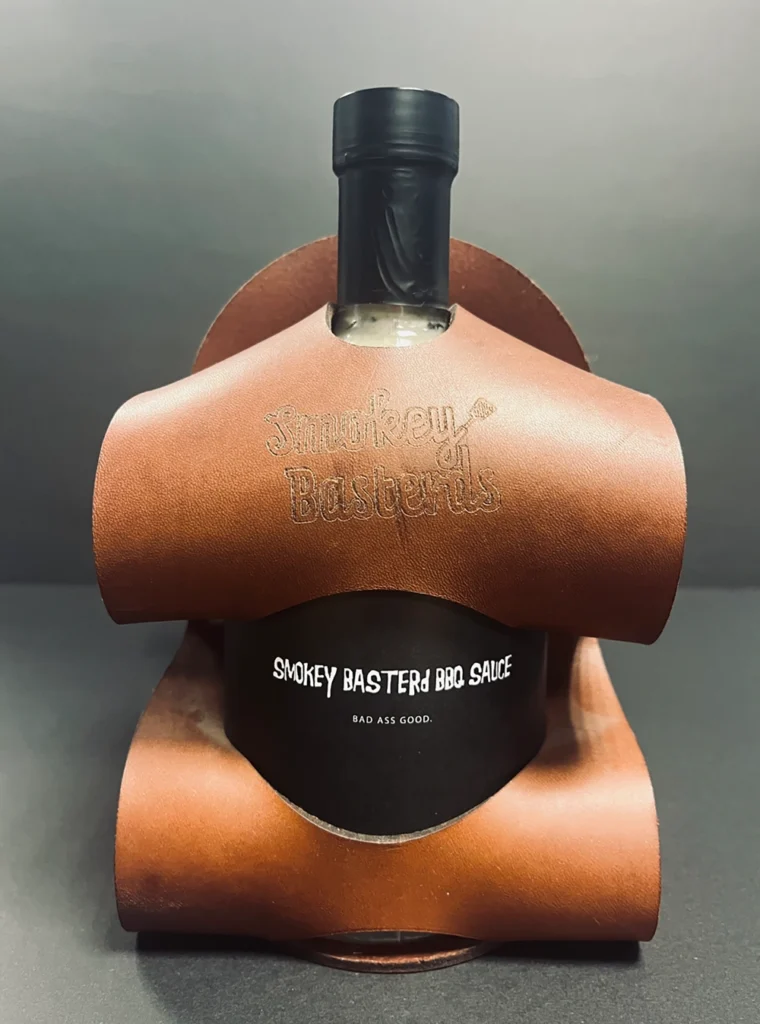 Smokey
Basterds
SMOKEY BASTERd BBQ SAUCE
BAD ASS GOOD.